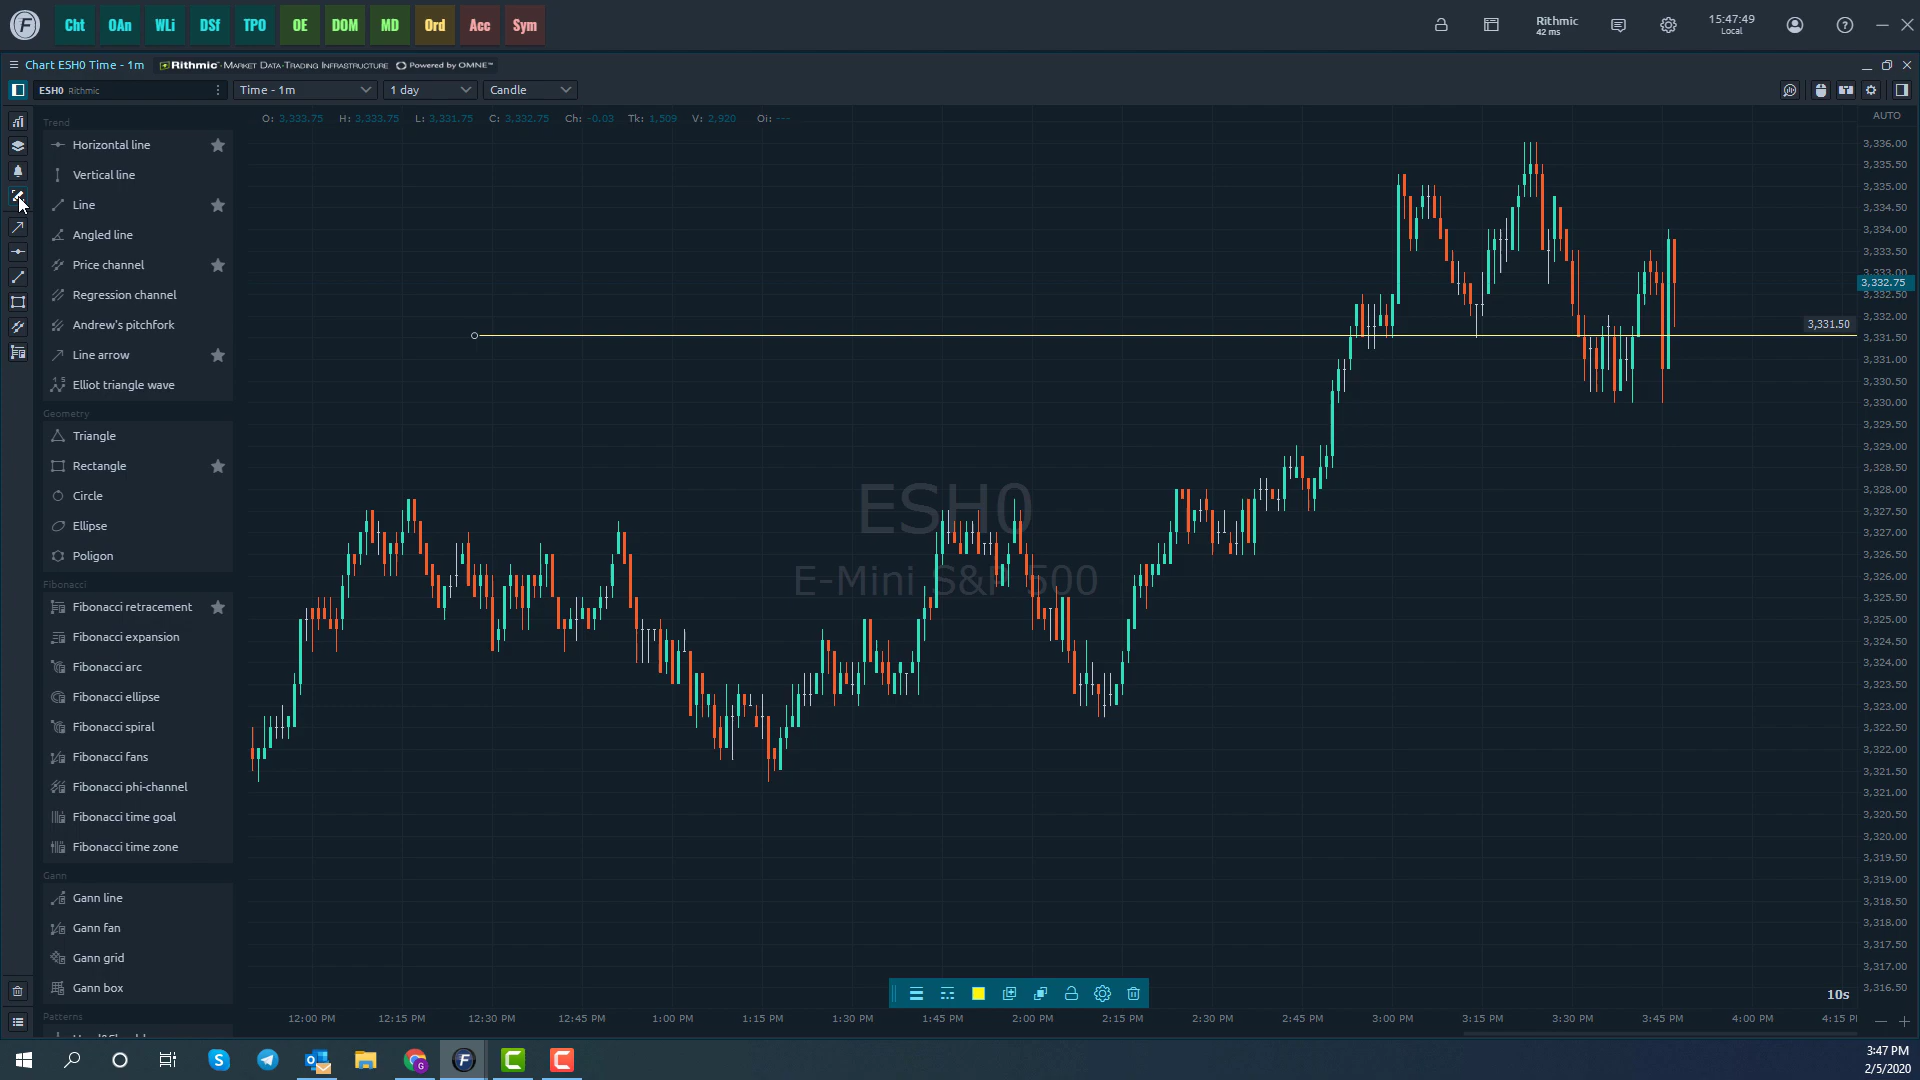 Cht OAn WLi DSf TPO OE DOM MD Ord Acc Sym
Rithmic
42 ms
15:47:49
Local
Chart ESH0 Time - 1m
Rithmic - MARKET DATA-TRADING INFRASTRUCTURE Powered by OMNE™
ESH0 Rithmic
Time - 1m
1 day
Candle
O: 3,333.75 H: 3,333.75 L: 3,331.75 C: 3,332.75 Ch: -0.03 Tk: 1,509 V: 2,920 Oi: ---
Trend
Horizontal line
Vertical line
Line
Angled line
Price channel
Regression channel
Andrew's pitchfork
Line arrow
Elliot triangle wave
Geometry
Triangle
Rectangle
Circle
Ellipse
Poligon
Fibonacci
Fibonacci retracement
Fibonacci expansion
Fibonacci arc
Fibonacci ellipse
Fibonacci spiral
Fibonacci fans
Fibonacci phi-channel
Fibonacci time goal
Fibonacci time zone
Gann
Gann line
Gann fan
Gann grid
Gann box
Patterns
ESH0
E-Mini S&P 500
3,331.50
AUTO
3,336.00
3,335.50
3,335.00
3,334.50
3,334.00
3,333.50
3,333.00
3,332.75
3,332.50
3,332.00
3,331.50
3,331.00
3,330.50
3,330.00
3,329.50
3,329.00
3,328.50
3,328.00
3,327.50
3,327.00
3,326.50
3,326.00
3,325.50
3,325.00
3,324.50
3,324.00
3,323.50
3,323.00
3,322.50
3,322.00
3,321.50
3,321.00
3,320.50
3,320.00
3,319.50
3,319.00
3,318.50
3,318.00
3,317.50
3,317.00
3,316.50
10s
12:00 PM 12:15 PM 12:30 PM 12:45 PM 1:00 PM 1:15 PM 1:30 PM 1:45 PM 2:00 PM 2:15 PM 2:30 PM 2:45 PM 3:00 PM 3:15 PM 3:30 PM 3:45 PM 4:00 PM 4:15 P
3:47 PM
2/5/2020